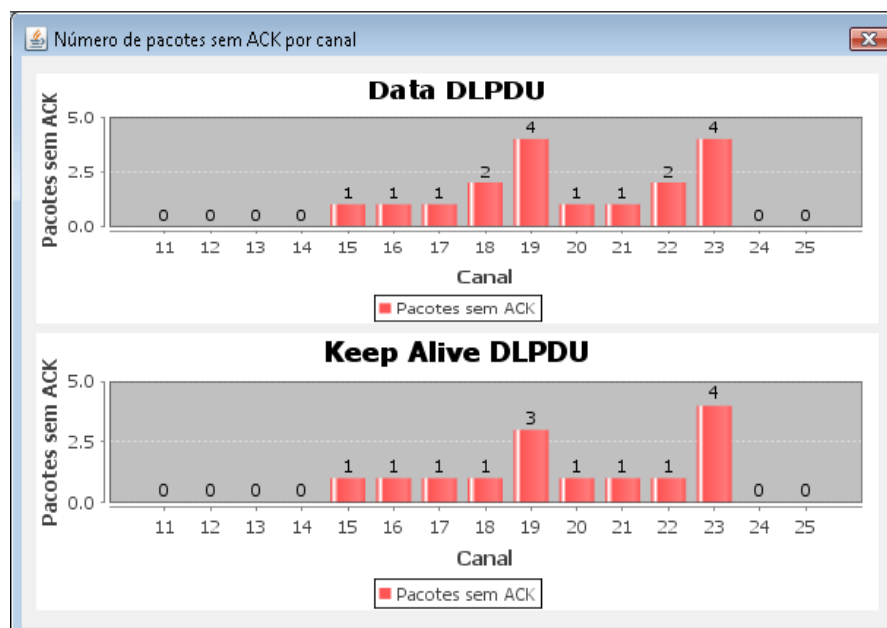 Número de pacotes sem ACK por canal
Data DLPDU
Pacotes sem ACK
5.0
2.5
0.0
0 0 0 0 1 1 1 2 4 1 1 2 4 0 0
11 12 13 14 15 16 17 18 19 20 21 22 23 24 25
Canal
Pacotes sem ACK
Keep Alive DLPDU
Pacotes sem ACK
5.0
2.5
0.0
0 0 0 0 1 1 1 1 3 1 1 1 4 0 0
11 12 13 14 15 16 17 18 19 20 21 22 23 24 25
Canal
Pacotes sem ACK